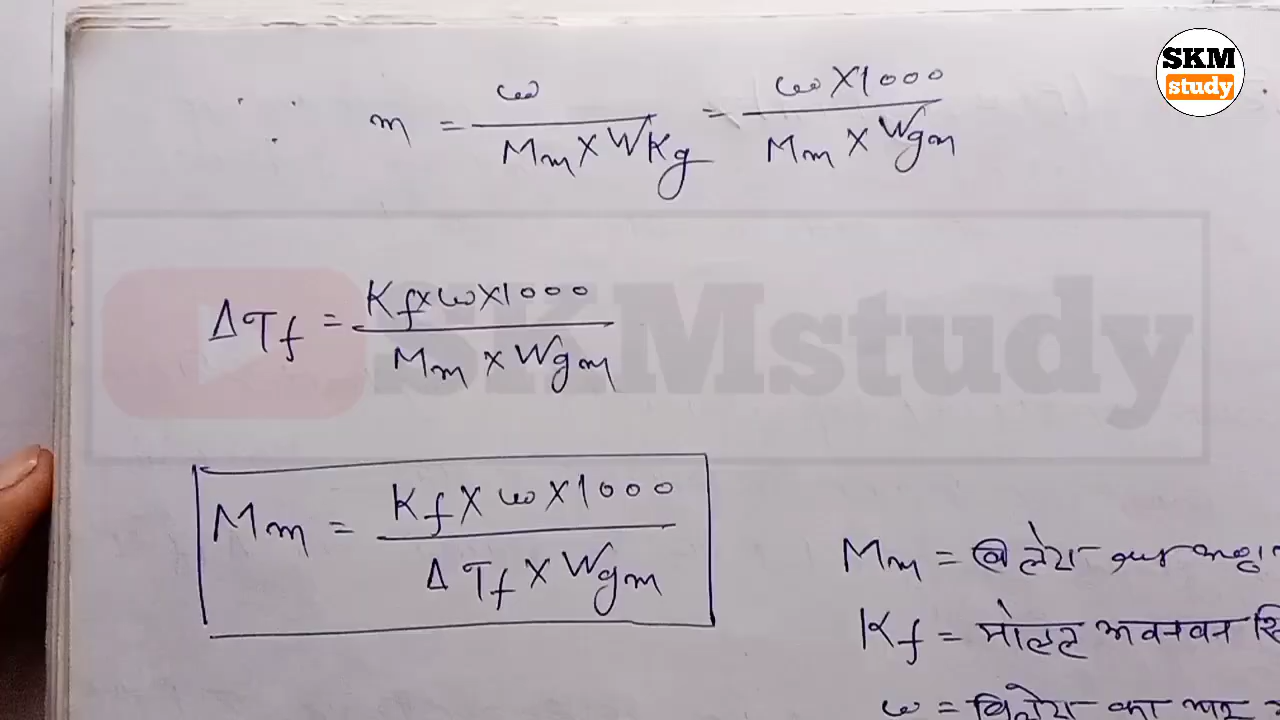 SKM
study
∴ m = w / Mm × W Kg = w × 1000 / Mm × Wgm
SKMstudy
ΔTf = Kf × w × 1000 / Mm × Wgm
Mm = Kf × w × 1000 / ΔTf × Wgm
Mm = विलेय का
Kf = मोलल अवनमन
w = विलेय का भार